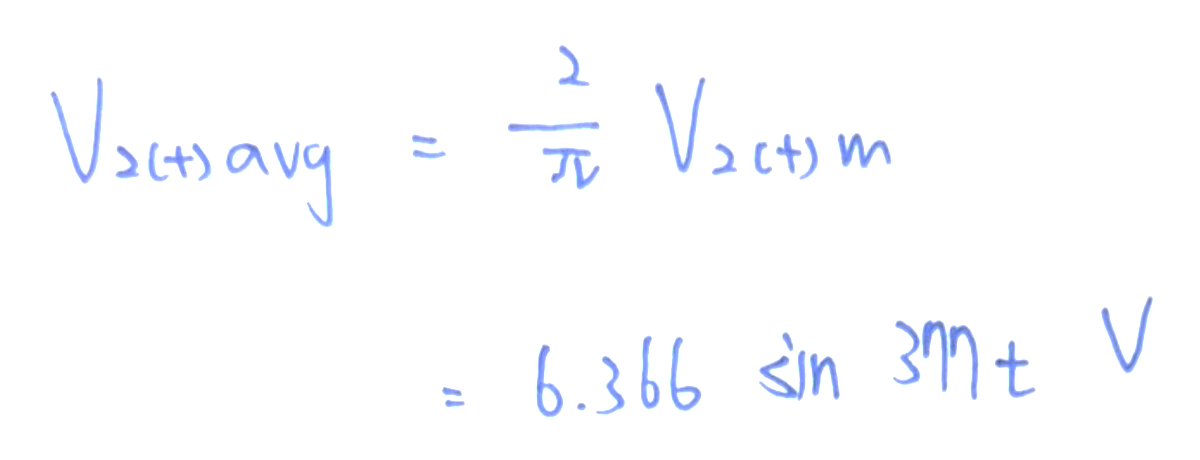 V₂₍ₜ₎avg = 2/π V₂₍ₜ₎m
= 6.366 sin 377t V